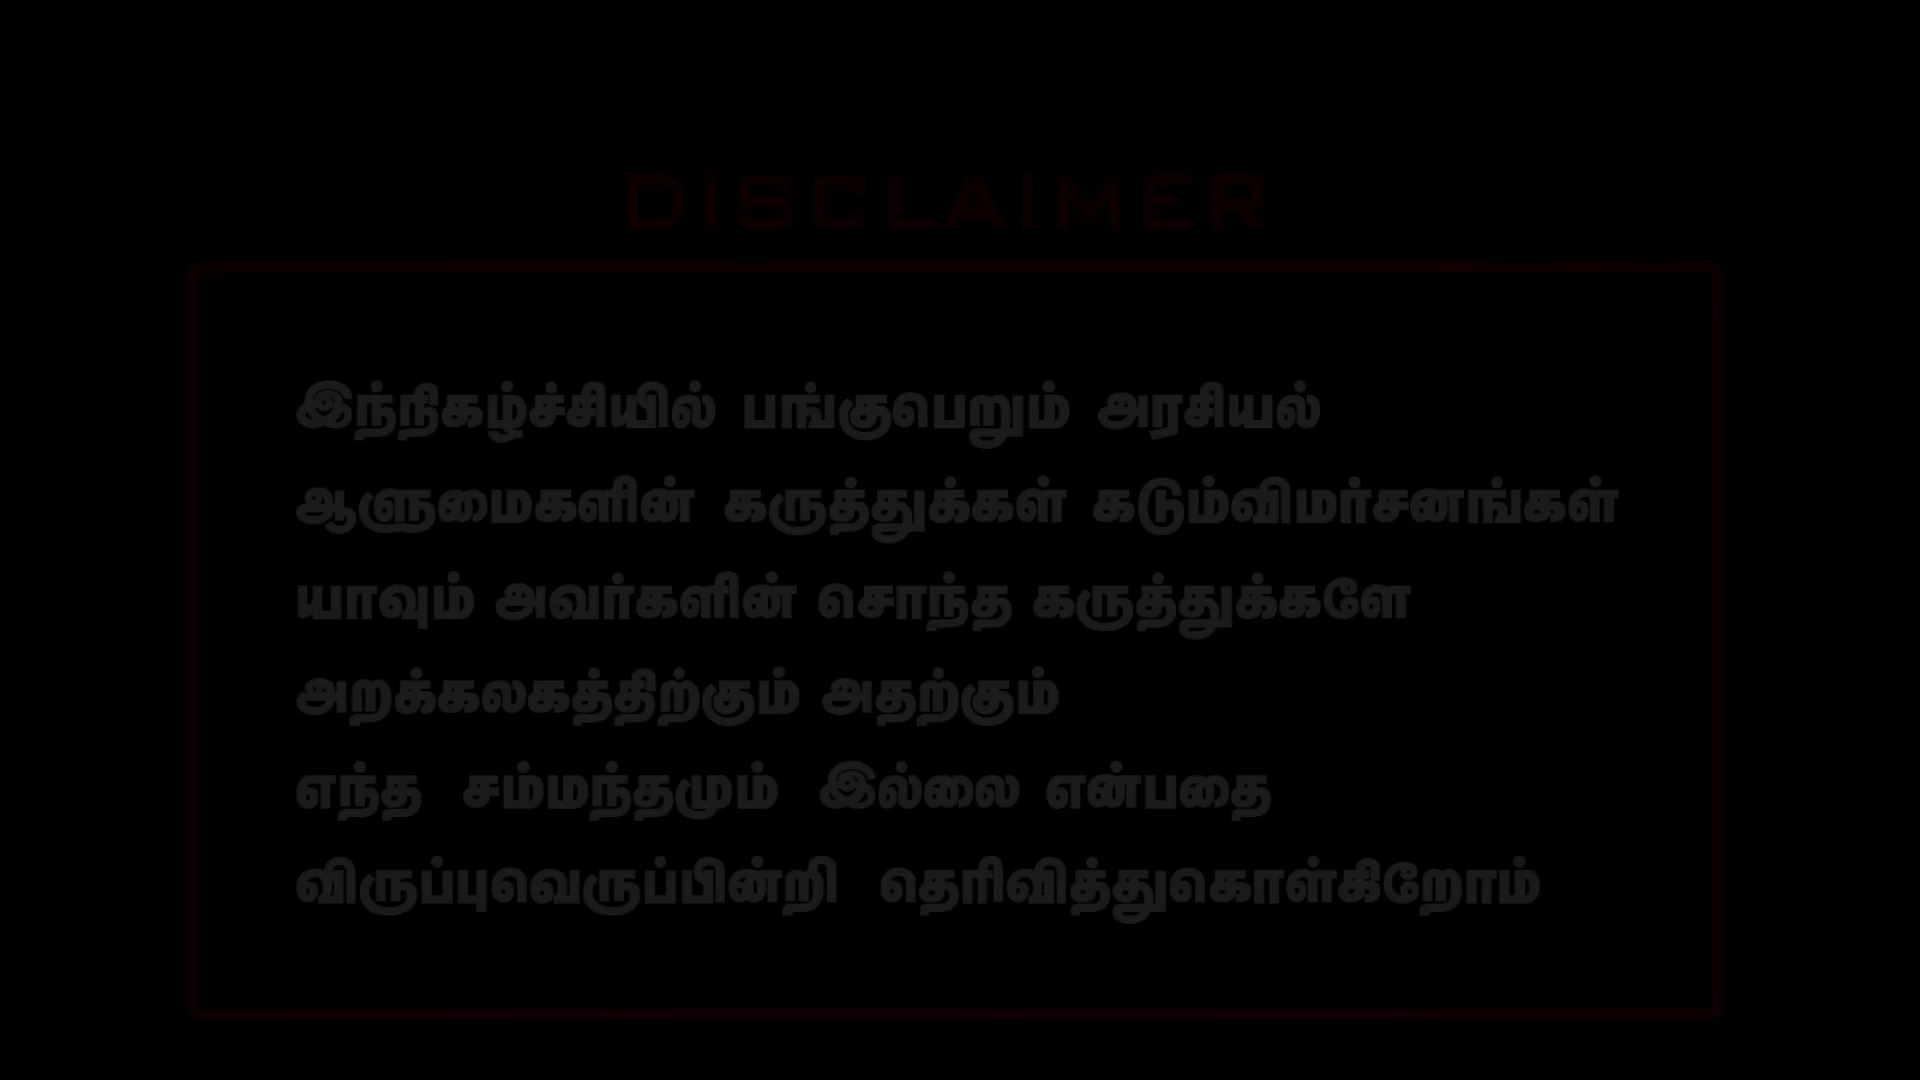 DISCLAIMER
இந்நிகழ்ச்சியில் பங்குபெறும் அரசியல்
ஆளுமைகளின் கருத்துக்கள் கடும்விமர்சனங்கள்
யாவும் அவர்களின் சொந்த கருத்துக்களே
அறக்கலகத்திற்கும் அதற்கும்
எந்த சம்மந்தமும் இல்லை என்பதை
விருப்புவெருப்பின்றி தெரிவித்துகொள்கிறோம்